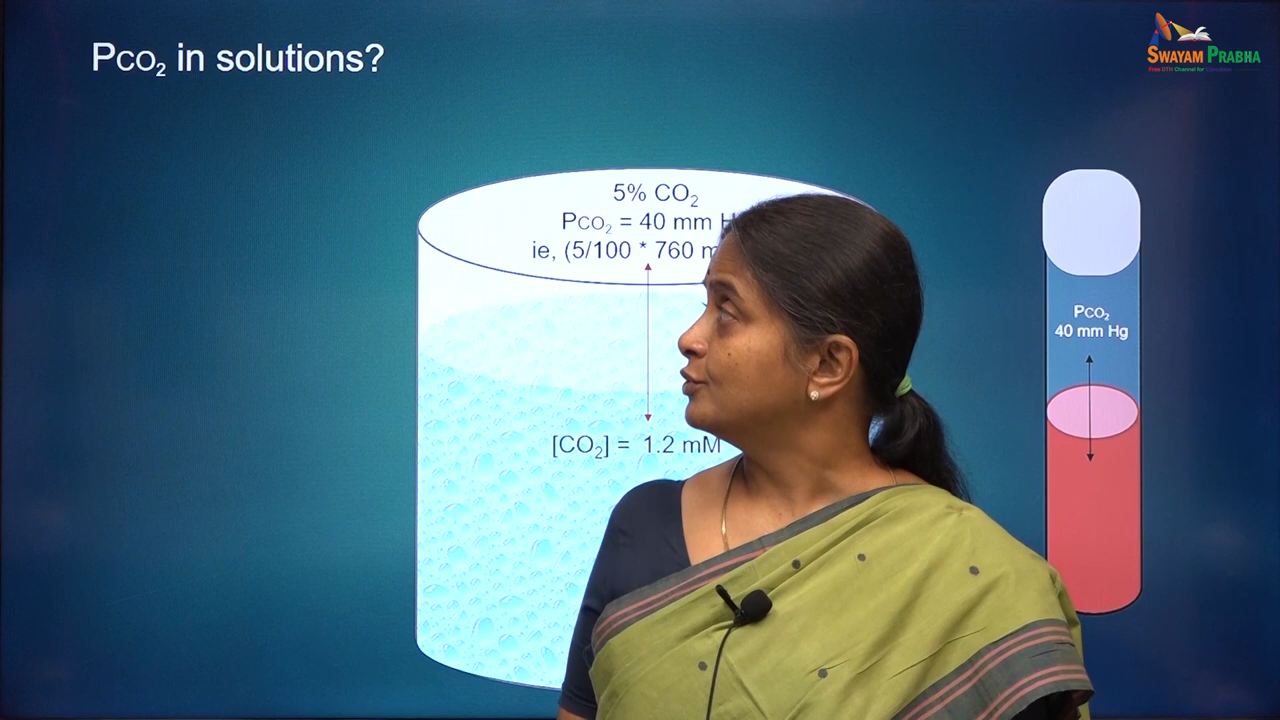 Pco₂ in solutions?
SWAYAM PRABHA
5% CO₂
Pco₂ = 40 mm
ie, (5/100 * 760
[CO₂] = 1.2 mM
Pco₂
40 mm Hg